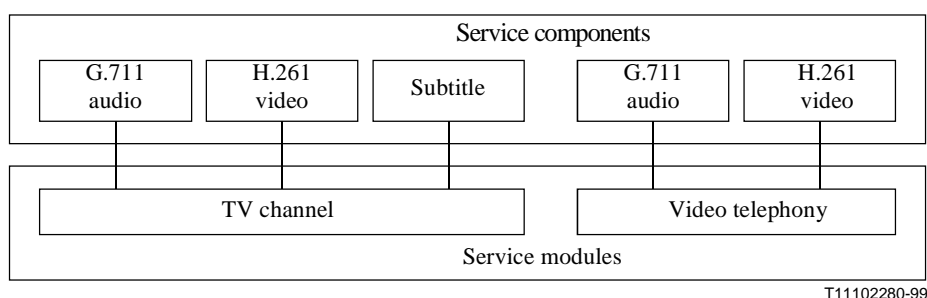 Service components
G.711
audio
H.261
video
Subtitle
G.711
audio
H.261
video
TV channel
Video telephony
Service modules
T11102280-99